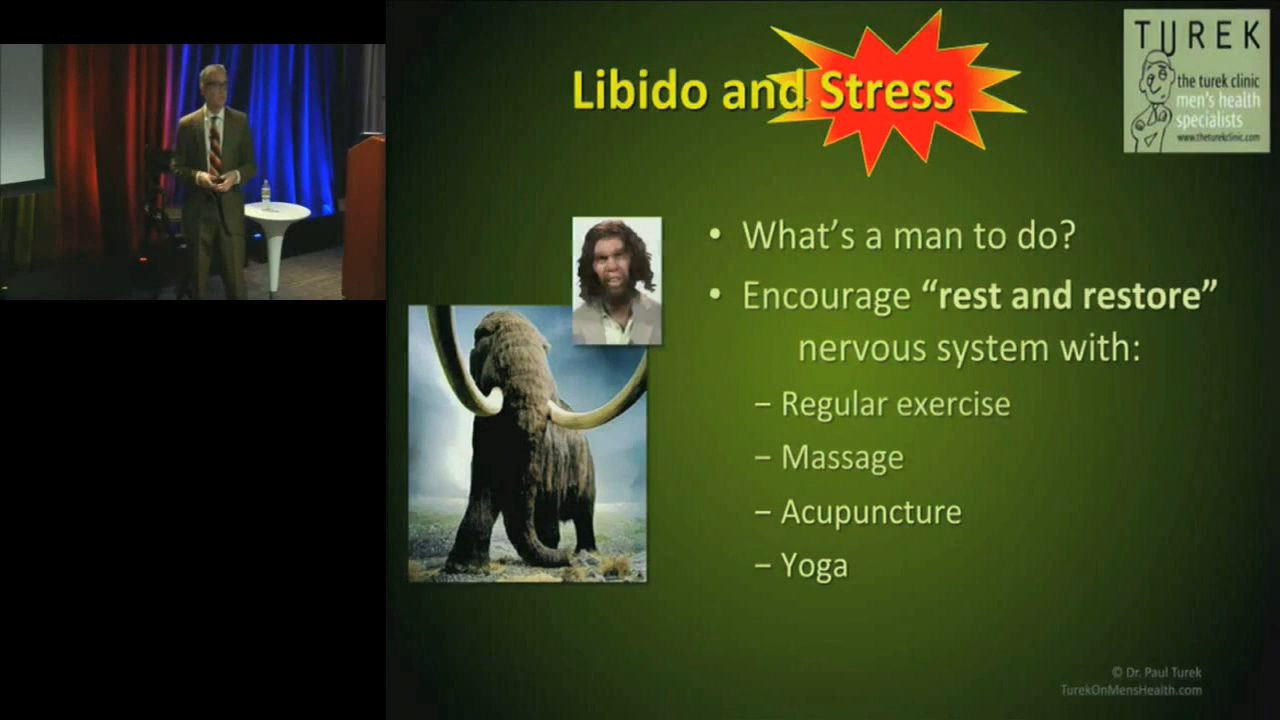 Libido and Stress
TUREK
the turek clinic
men's health
specialists
www.theturekclinic.com
• What's a man to do?
• Encourage “rest and restore”
nervous system with:
– Regular exercise
– Massage
– Acupuncture
– Yoga
© Dr. Paul Turek
TurekOnMensHealth.com